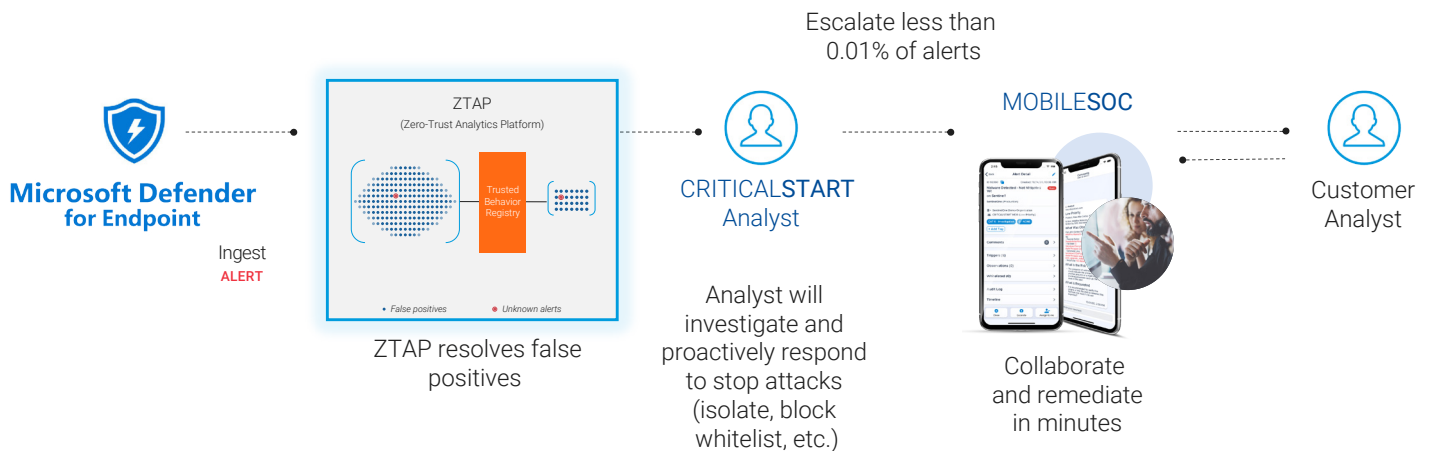 Escalate less than
0.01% of alerts
Microsoft Defender
for Endpoint
Ingest
ALERT
ZTAP
(Zero-Trust Analytics Platform)
Trusted
Behavior
Registry
False positives
Unknown alerts
ZTAP resolves false
positives
CRITICALSTART
Analyst
Analyst will
investigate and
proactively respond
to stop attacks
(isolate, block
whitelist, etc.)
MOBILESOC
Collaborate
and remediate
in minutes
Customer
Analyst